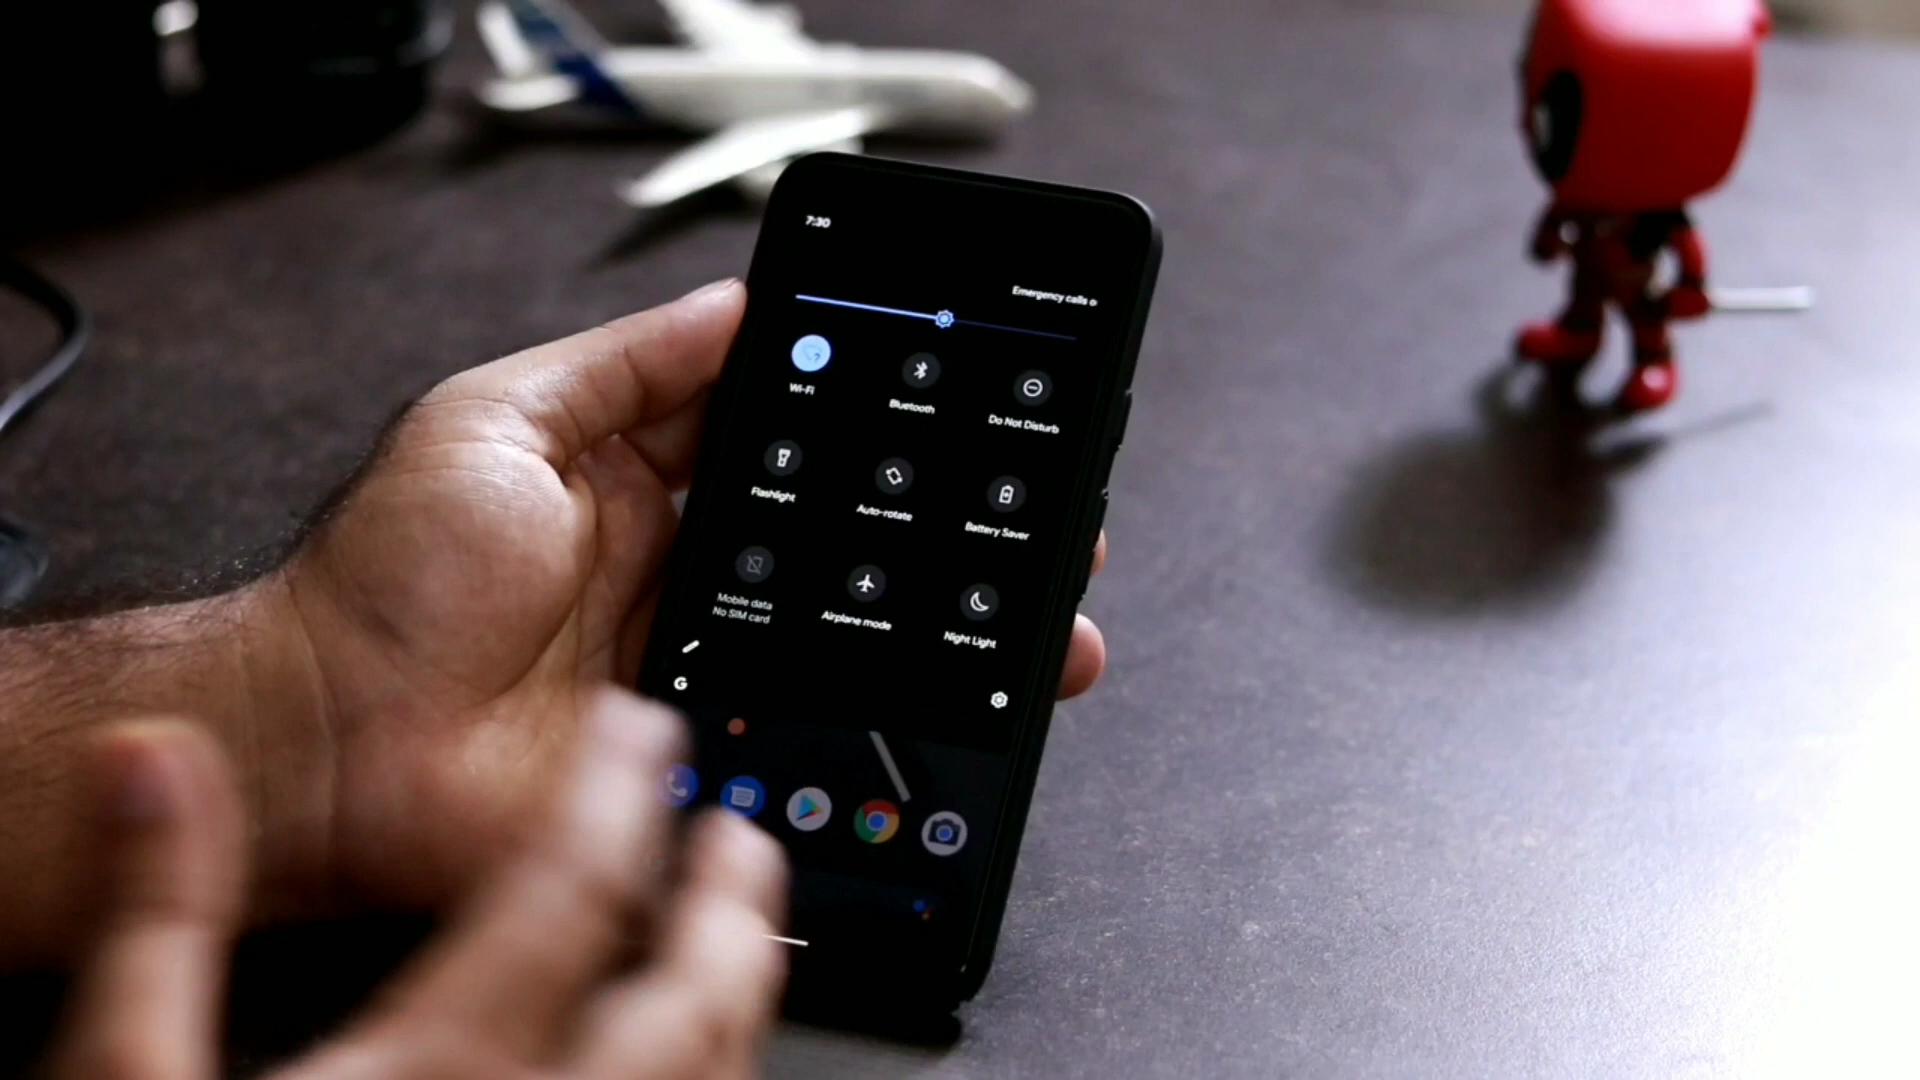 7:30
Emergency calls o
Wi-Fi
Bluetooth
Do Not Disturb
Flashlight
Auto-rotate
Battery Saver
Mobile data
No SIM card
Airplane mode
Night Light
G